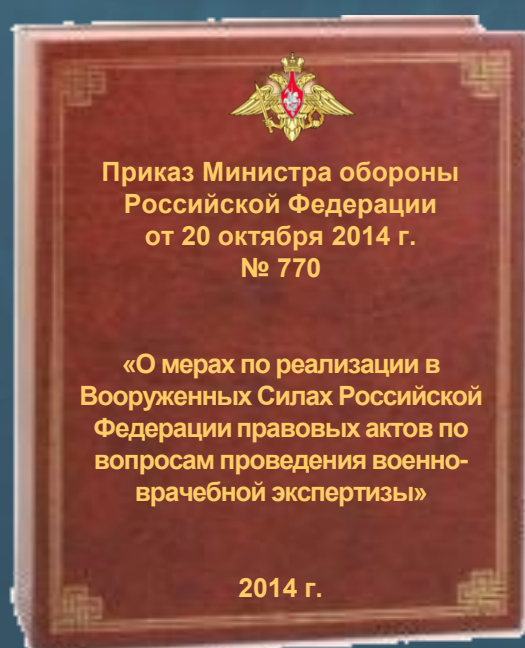 Приказ Министра обороны
Российской Федерации
от 20 октября 2014 г.
№ 770
«О мерах по реализации в
Вооруженных Силах Российской
Федерации правовых актов по
вопросам проведения военно-
врачебной экспертизы»
2014 г.